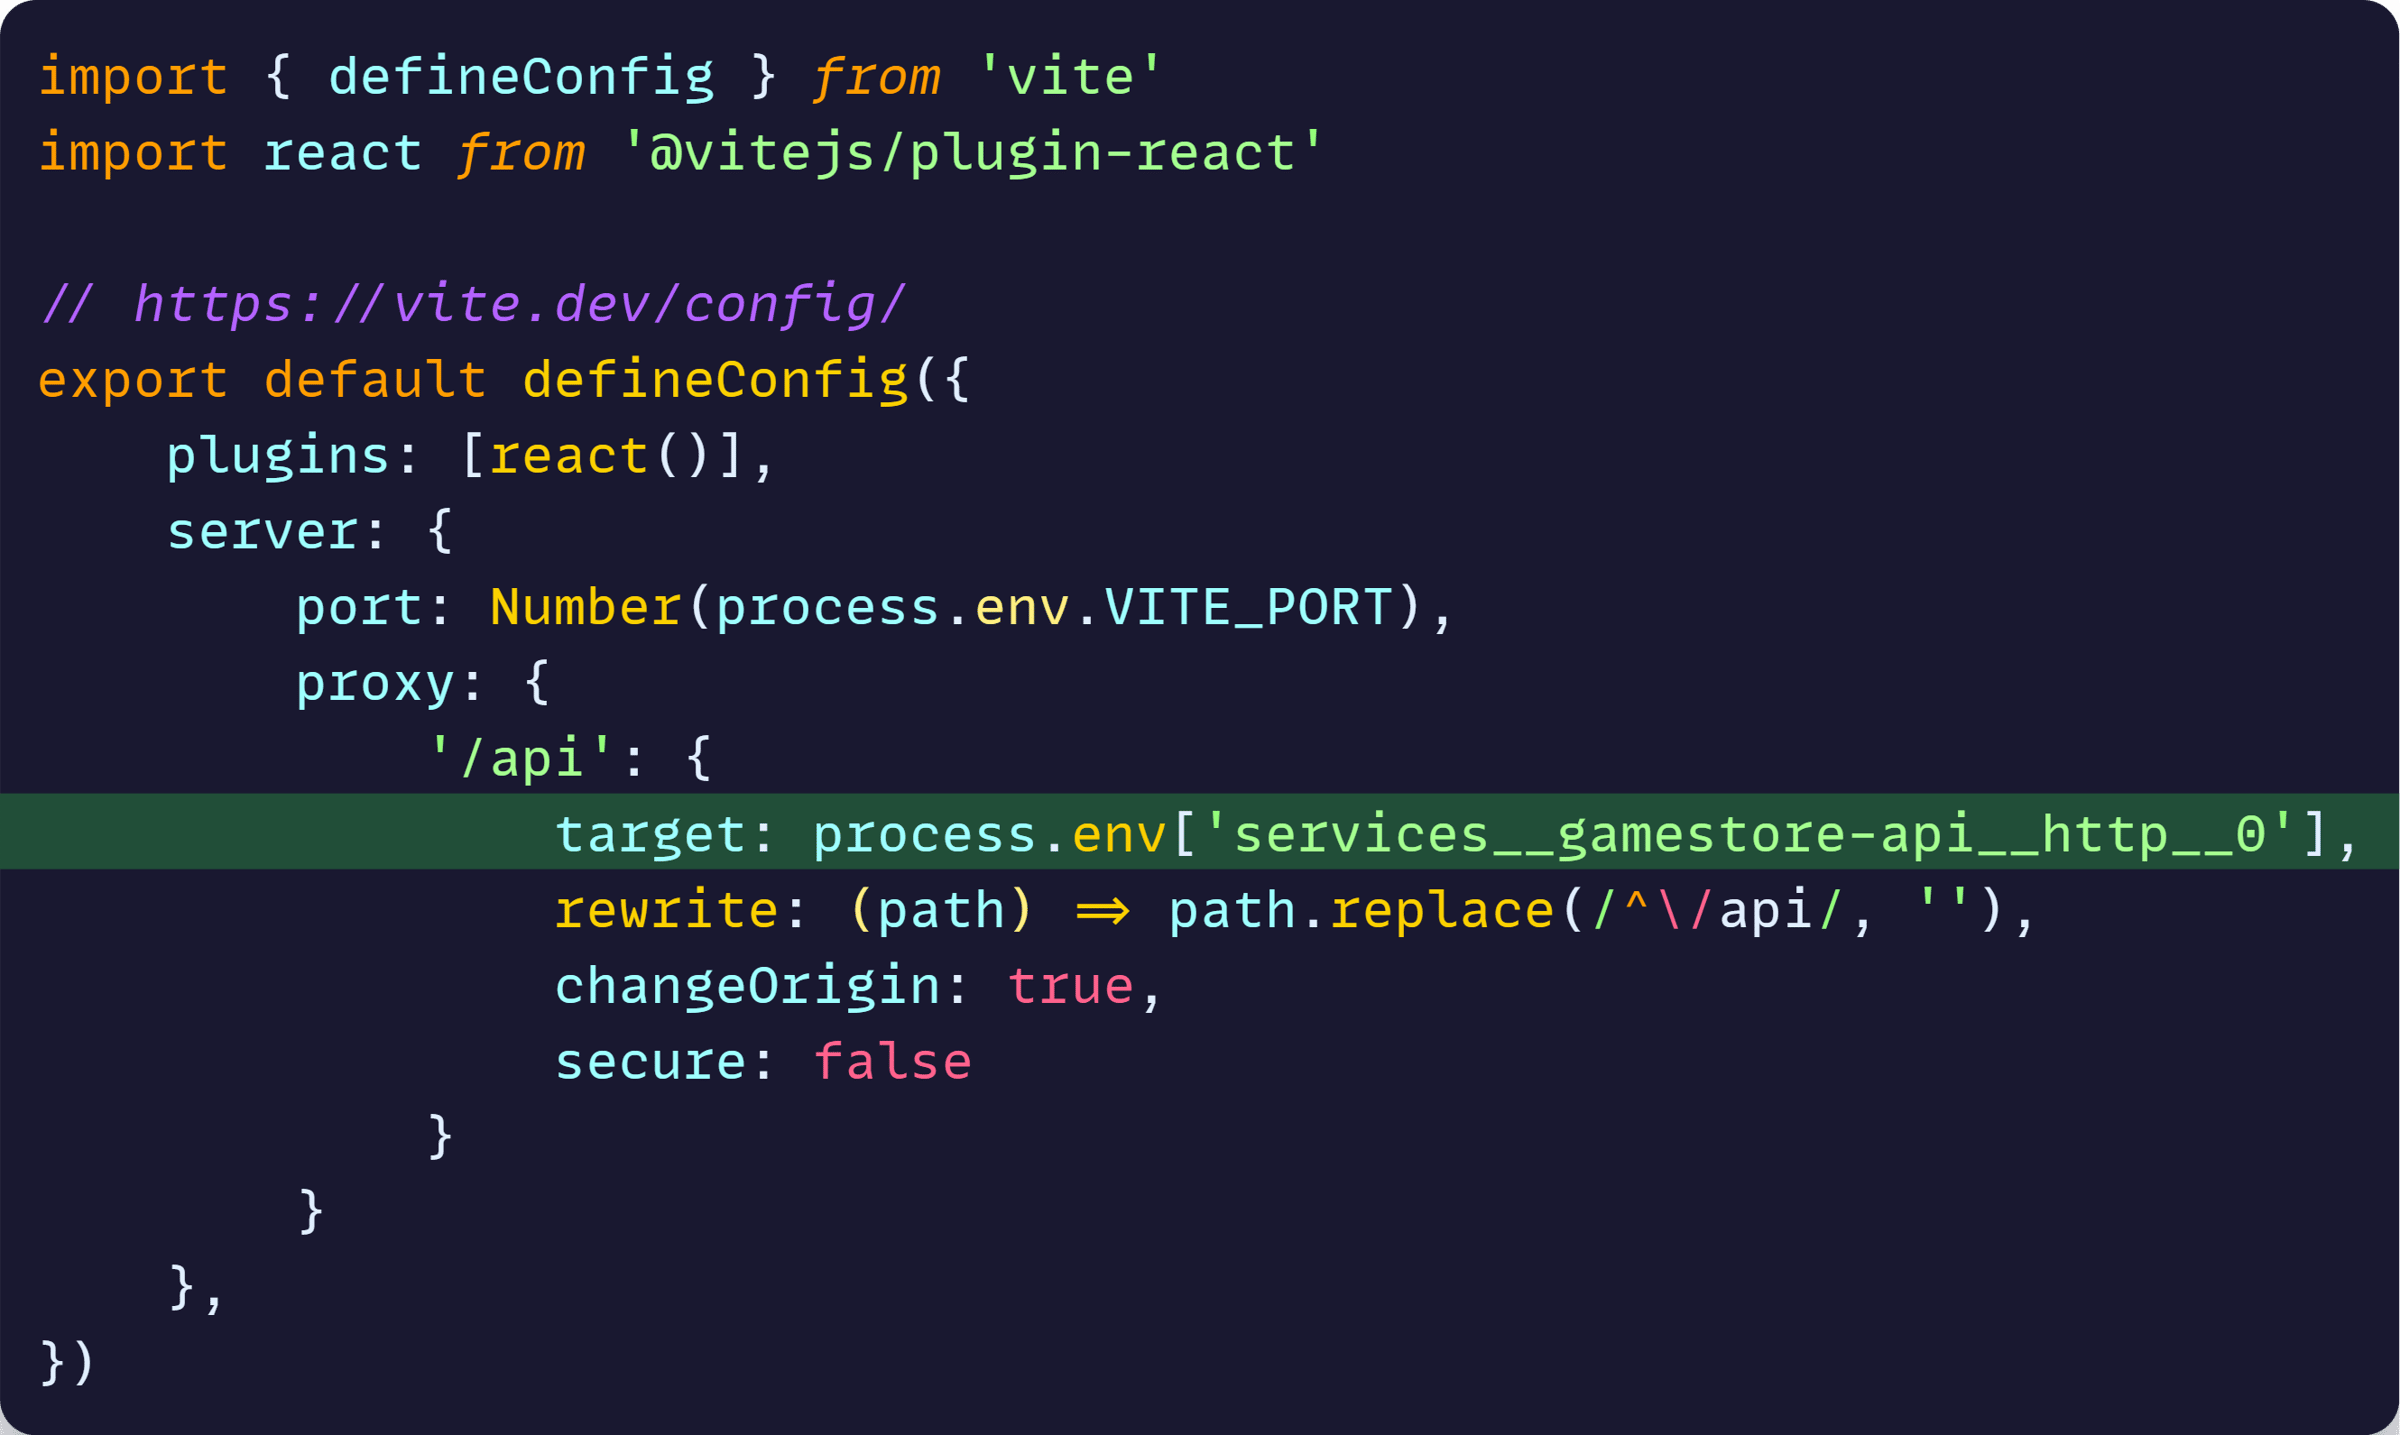 import { defineConfig } from 'vite'
import react from '@vitejs/plugin-react'

// https://vite.dev/config/
export default defineConfig({
    plugins: [react()],
    server: {
        port: Number(process.env.VITE_PORT),
        proxy: {
            '/api': {
                target: process.env['services__gamestore-api__http__0'],
                rewrite: (path) => path.replace(/^\/api/, ''),
                changeOrigin: true,
                secure: false
            }
        }
    },
})